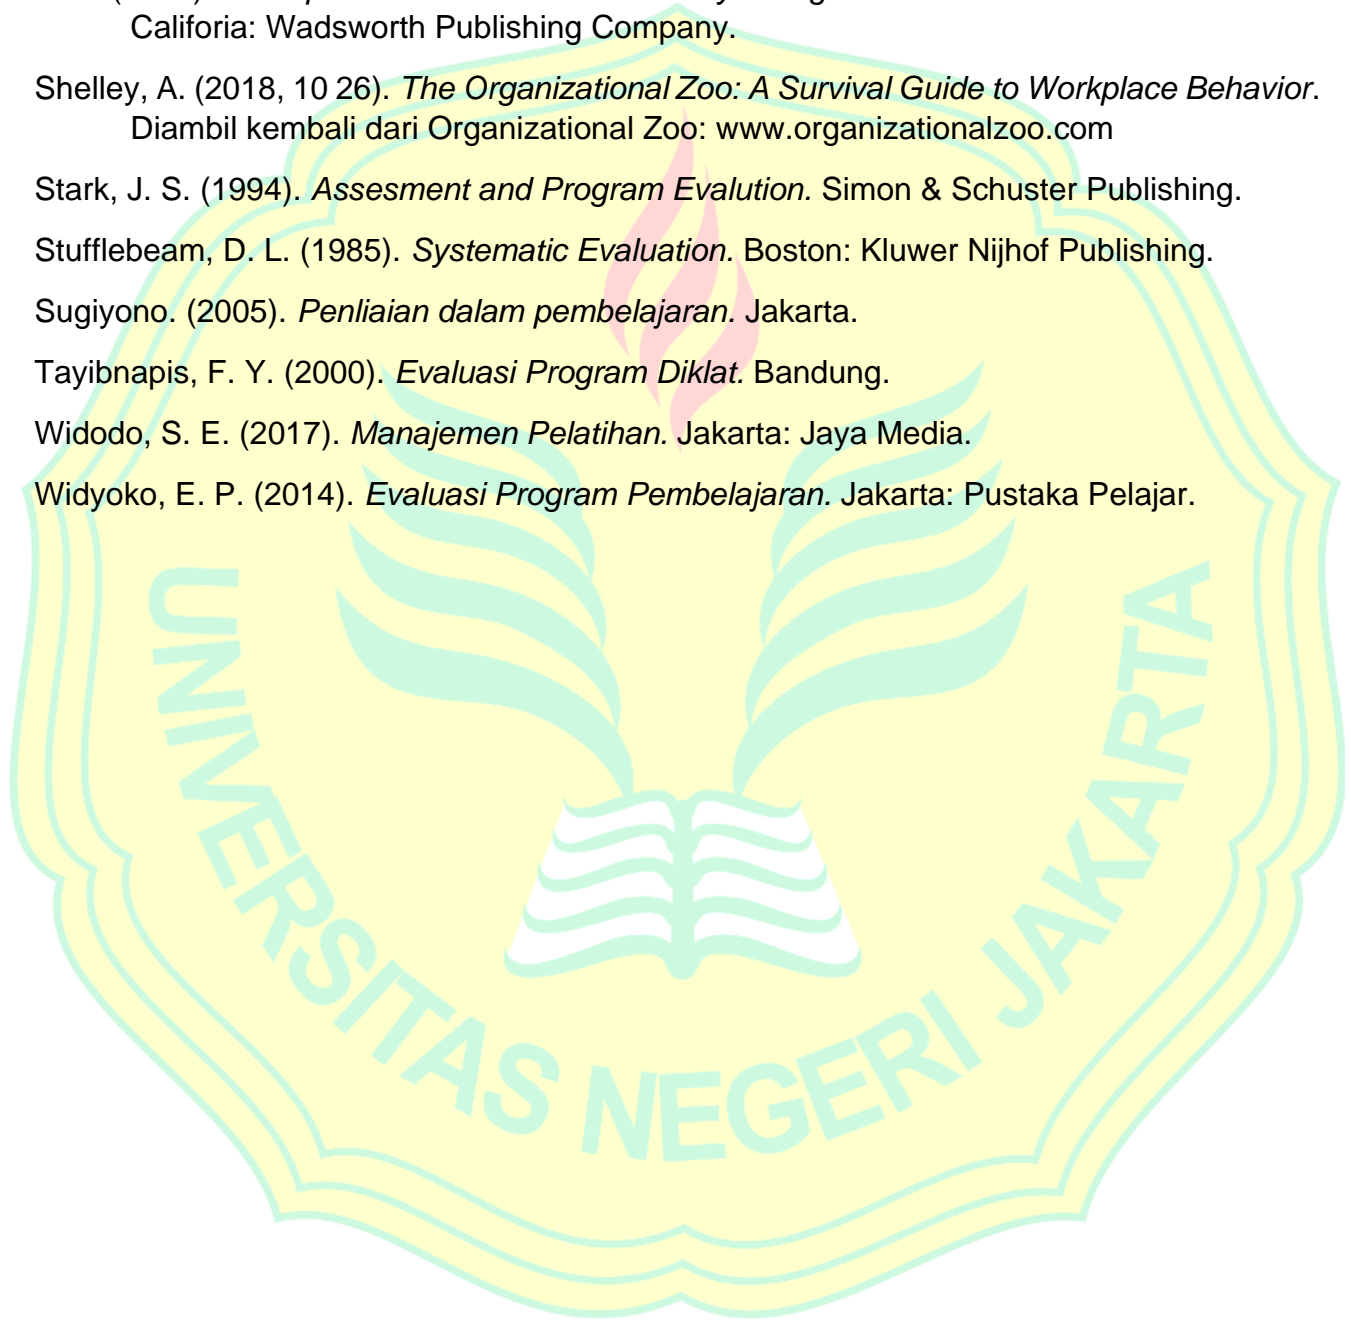 Califoria: Wadsworth Publishing Company.
Shelley, A. (2018, 10 26). The Organizational Zoo: A Survival Guide to Workplace Behavior.
Diambil kembali dari Organizational Zoo: www.organizationalzoo.com
Stark, J. S. (1994). Assesment and Program Evalution. Simon & Schuster Publishing.
Stufflebeam, D. L. (1985). Systematic Evaluation. Boston: Kluwer Nijhof Publishing.
Sugiyono. (2005). Penliaian dalam pembelajaran. Jakarta.
Tayibnapis, F. Y. (2000). Evaluasi Program Diklat. Bandung.
Widodo, S. E. (2017). Manajemen Pelatihan. Jakarta: Jaya Media.
Widyoko, E. P. (2014). Evaluasi Program Pembelajaran. Jakarta: Pustaka Pelajar.
UNIVERSITAS NEGERI JAKARTA